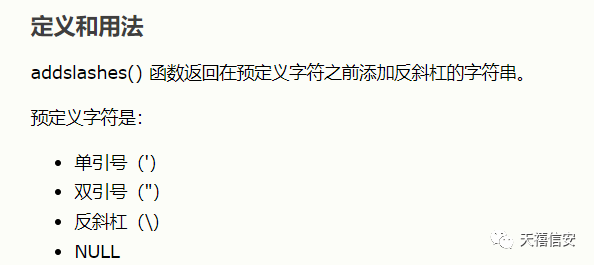 定义和用法
addslashes() 函数返回在预定义字符之前添加反斜杠的字符串。
预定义字符是：
• 单引号（'）
• 双引号（"）
• 反斜杠（\）
• NULL
天禧信安